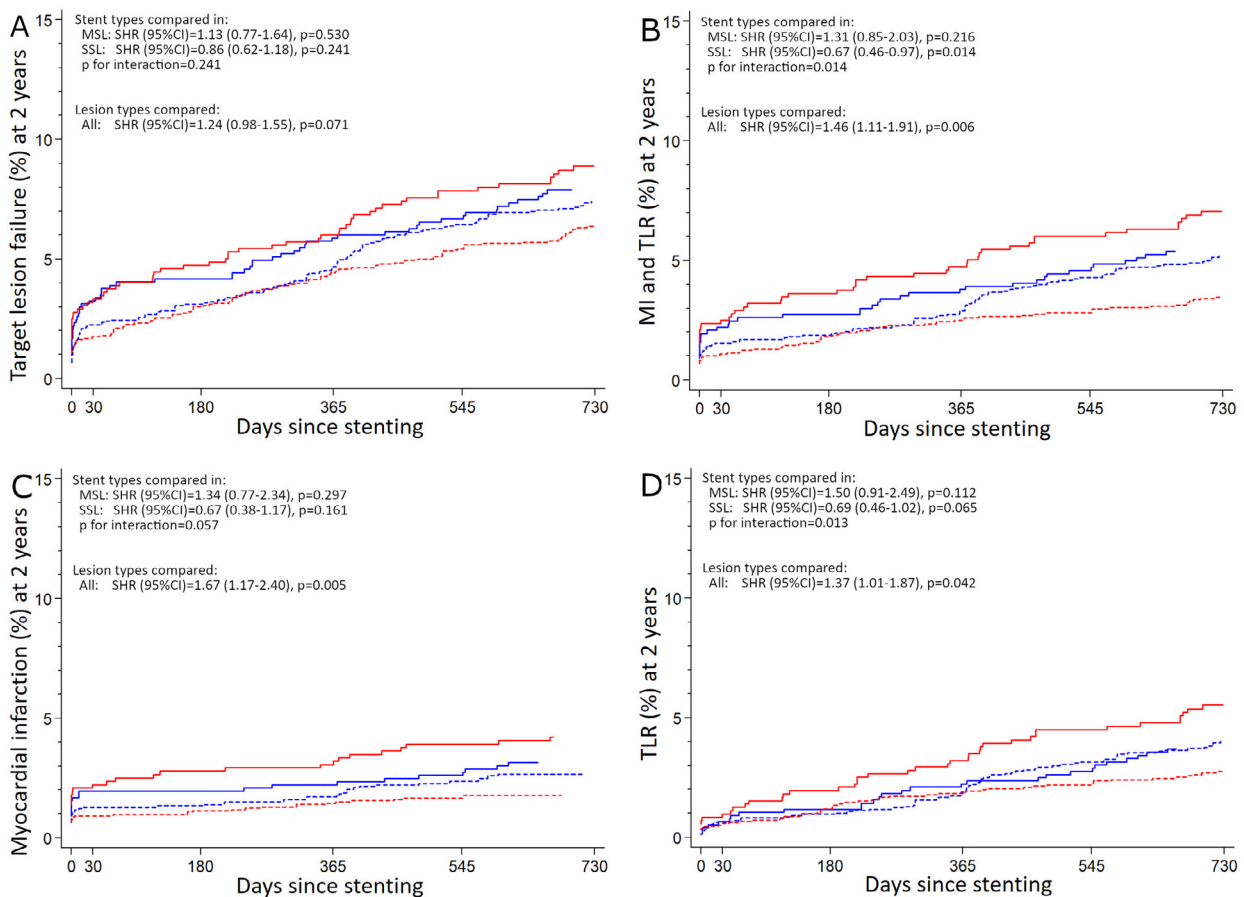 A
Stent types compared in:
MSL: SHR (95%CI)=1.13 (0.77-1.64), p=0.530
SSL: SHR (95%CI)=0.86 (0.62-1.18), p=0.241
p for interaction=0.241
Lesion types compared:
All: SHR (95%CI)=1.24 (0.98-1.55), p=0.071
Target lesion failure (%) at 2 years
15
10
5
0
0 30 180 365 545 730
Days since stenting
B
Stent types compared in:
MSL: SHR (95%CI)=1.31 (0.85-2.03), p=0.216
SSL: SHR (95%CI)=0.67 (0.46-0.97), p=0.014
p for interaction=0.014
Lesion types compared:
All: SHR (95%CI)=1.46 (1.11-1.91), p=0.006
MI and TLR (%) at 2 years
15
10
5
0
0 30 180 365 545 730
Days since stenting
C
Stent types compared in:
MSL: SHR (95%CI)=1.34 (0.77-2.34), p=0.297
SSL: SHR (95%CI)=0.67 (0.38-1.17), p=0.161
p for interaction=0.057
Lesion types compared:
All: SHR (95%CI)=1.67 (1.17-2.40), p=0.005
Myocardial infarction (%) at 2 years
15
10
5
0
0 30 180 365 545 730
Days since stenting
D
Stent types compared in:
MSL: SHR (95%CI)=1.50 (0.91-2.49), p=0.112
SSL: SHR (95%CI)=0.69 (0.46-1.02), p=0.065
p for interaction=0.013
Lesion types compared:
All: SHR (95%CI)=1.37 (1.01-1.87), p=0.042
TLR (%) at 2 years
15
10
5
0
0 30 180 365 545 730
Days since stenting